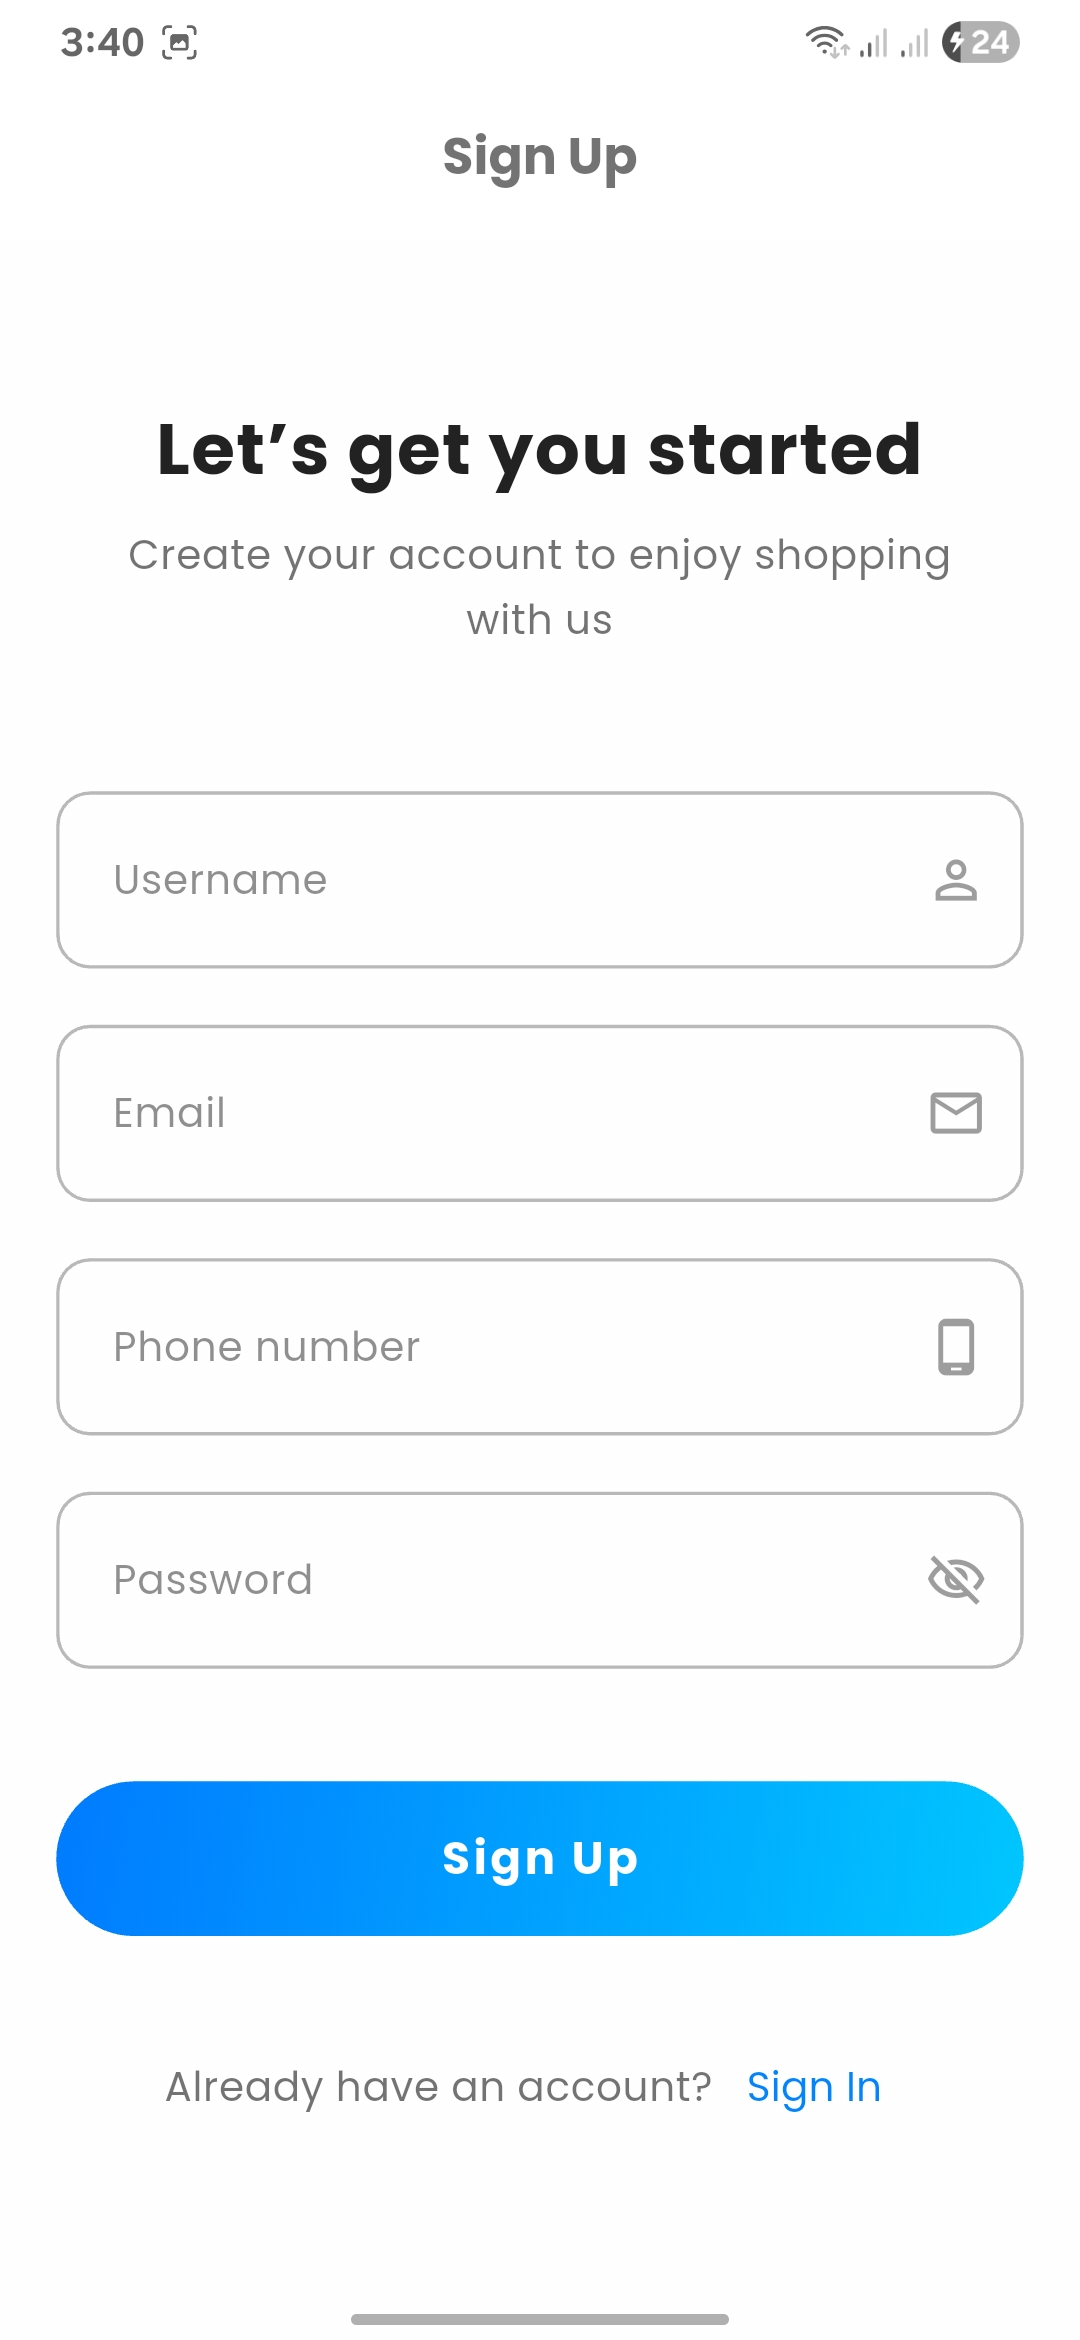 3:40
24
Sign Up
Let’s get you started
Create your account to enjoy shopping
with us
Username
Email
Phone number
Password
Sign Up
Already have an account? Sign In